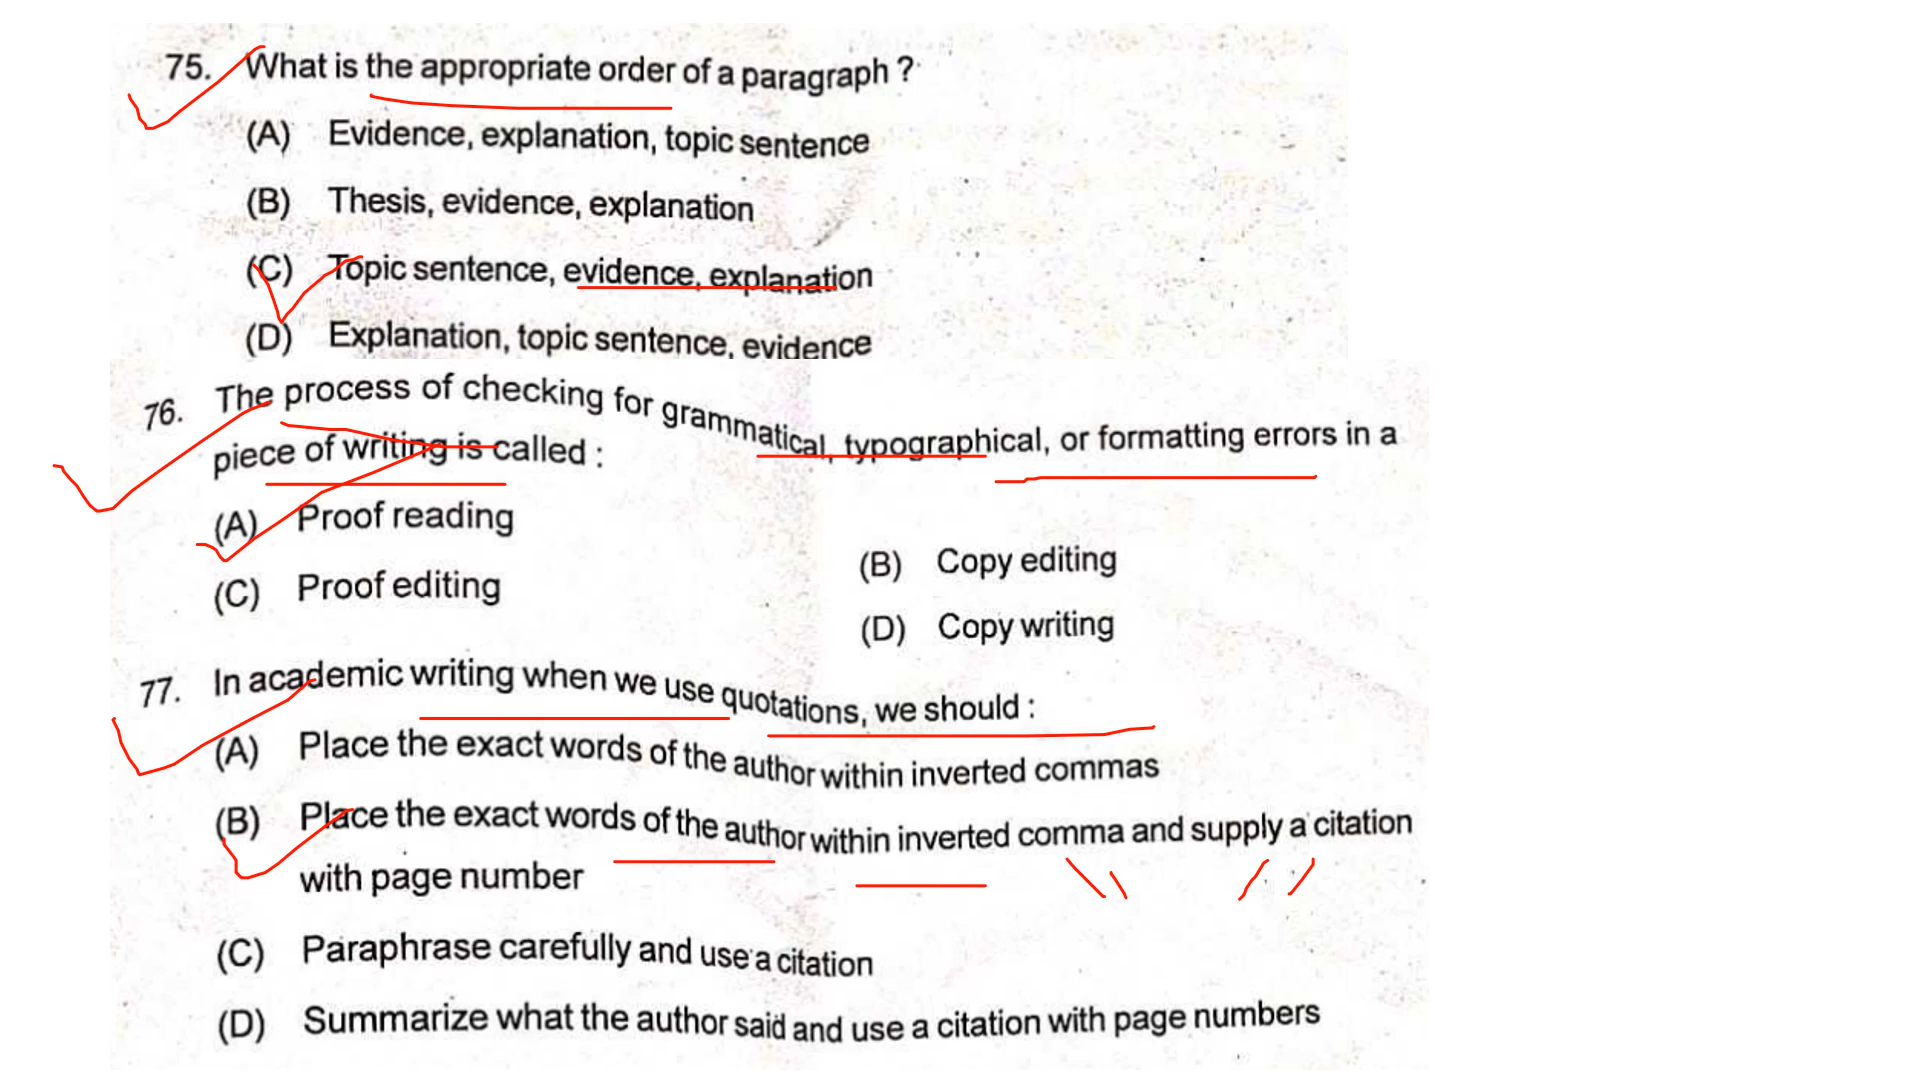 75. What is the appropriate order of a paragraph ?
(A) Evidence, explanation, topic sentence
(B) Thesis, evidence, explanation
(C) Topic sentence, evidence, explanation
(D) Explanation, topic sentence, evidence
76. The process of checking for grammatical, typographical, or formatting errors in a
piece of writing is called :
(A) Proof reading
(B) Copy editing
(C) Proof editing
(D) Copy writing
77. In academic writing when we use quotations, we should :
(A) Place the exact words of the author within inverted commas
(B) Place the exact words of the author within inverted comma and supply a citation
with page number
(C) Paraphrase carefully and use a citation
(D) Summarize what the author said and use a citation with page numbers